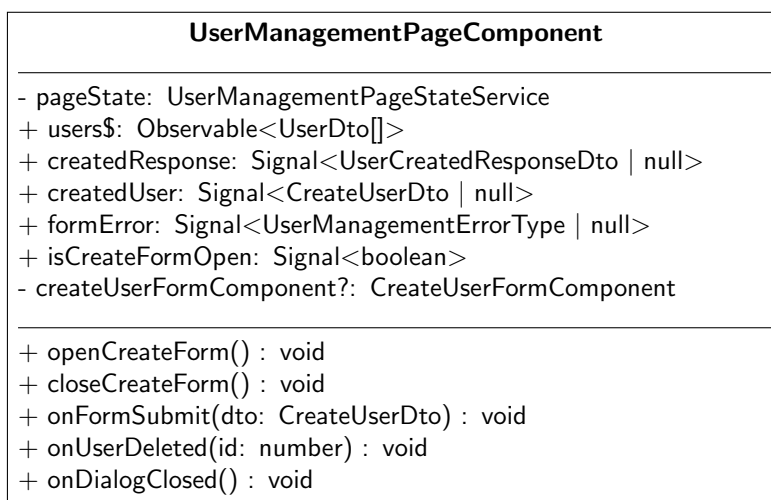 UserManagementPageComponent
- pageState: UserManagementPageStateService
+ users$: Observable<UserDto[]>
+ createdResponse: Signal<UserCreatedResponseDto | null>
+ createdUser: Signal<CreateUserDto | null>
+ formError: Signal<UserManagementErrorType | null>
+ isCreateFormOpen: Signal<boolean>
- createUserFormComponent?: CreateUserFormComponent
+ openCreateForm() : void
+ closeCreateForm() : void
+ onFormSubmit(dto: CreateUserDto) : void
+ onUserDeleted(id: number) : void
+ onDialogClosed() : void